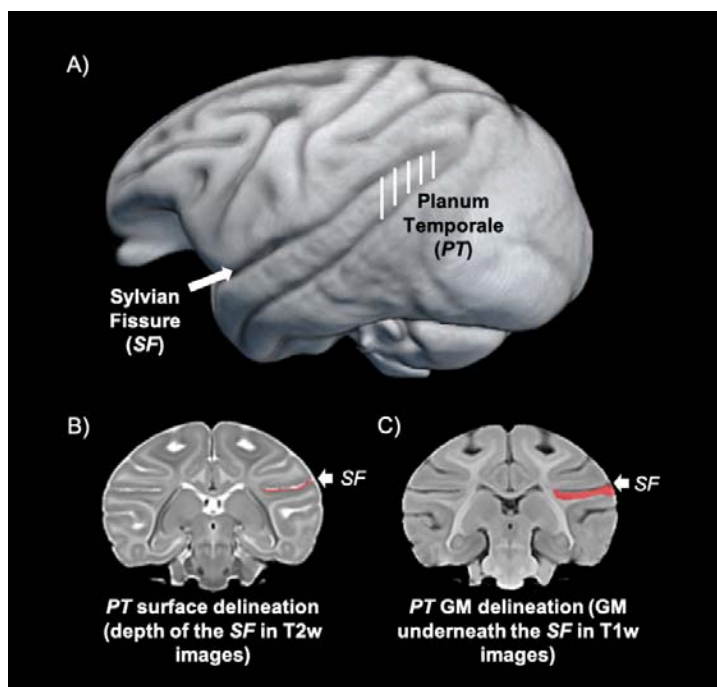 A)
Planum
Temporale
(PT)
Sylvian
Fissure
(SF)
B)
SF
PT surface delineation
(depth of the SF in T2w
images)
C)
SF
PT GM delineation (GM
underneath the SF in T1w
images)